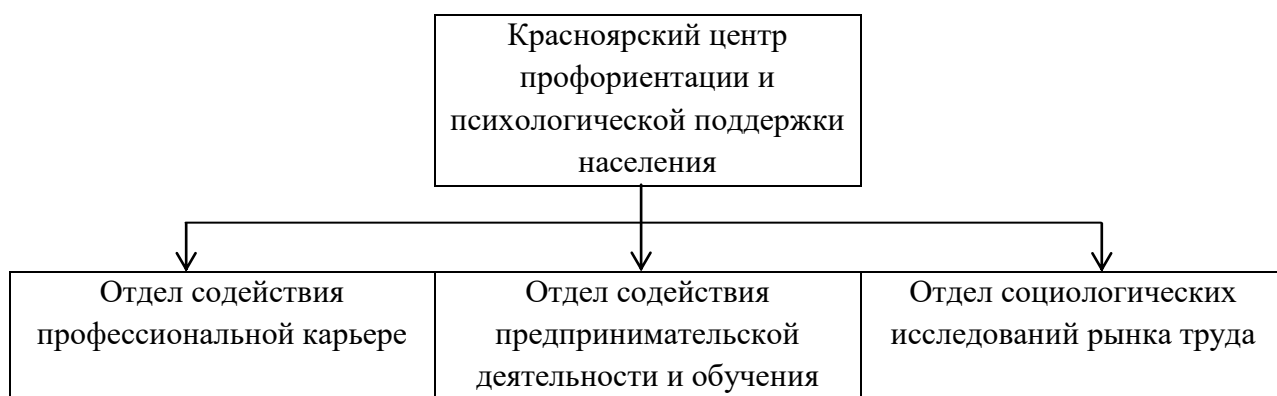 Красноярский центр
профориентации и
психологической поддержки
населения
Отдел содействия
профессиональной карьере
Отдел содействия
предпринимательской
деятельности и обучения
Отдел социологических
исследований рынка труда